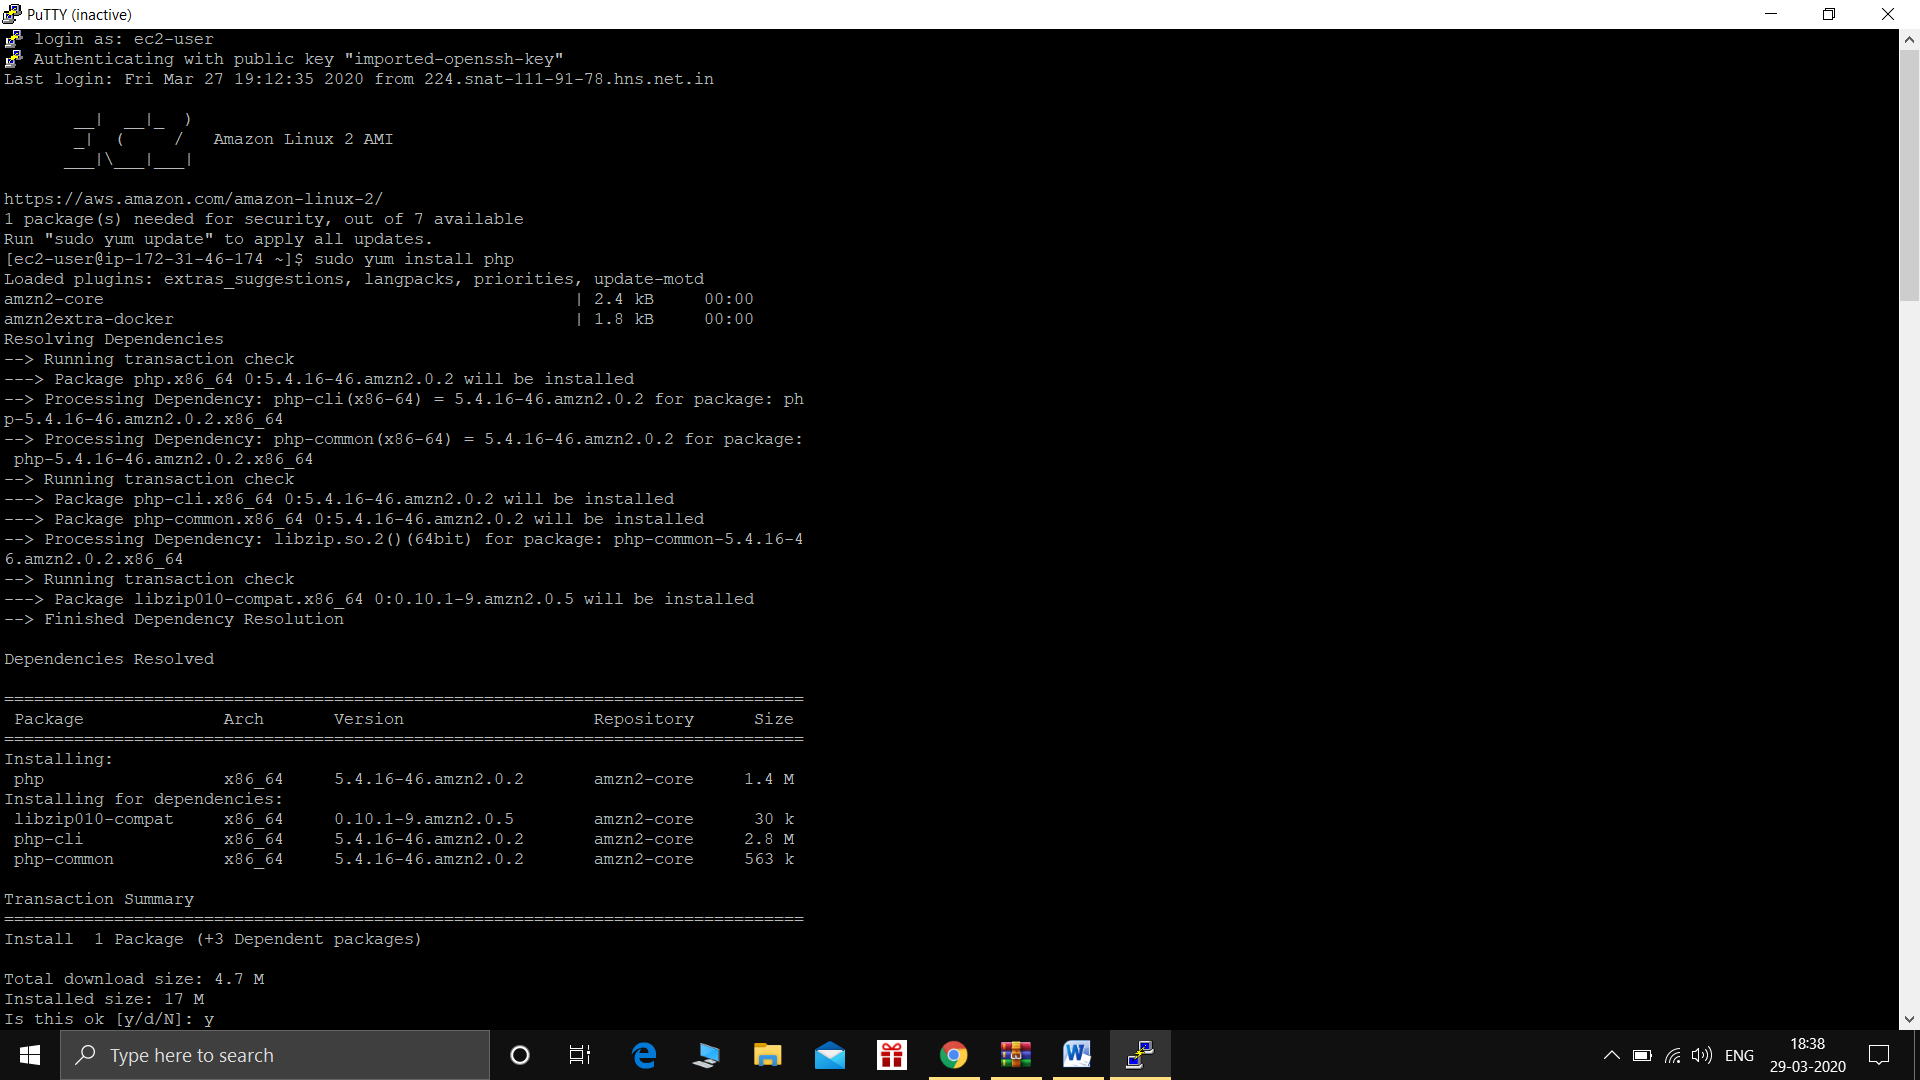 PuTTY (inactive)
login as: ec2-user
Authenticating with public key "imported-openssh-key"
Last login: Fri Mar 27 19:12:35 2020 from 224.snat-111-91-78.hns.net.in
       __|  __|_  )
       _|  (     /   Amazon Linux 2 AMI
      ___|\___|___|
https://aws.amazon.com/amazon-linux-2/
1 package(s) needed for security, out of 7 available
Run "sudo yum update" to apply all updates.
[ec2-user@ip-172-31-46-174 ~]$ sudo yum install php
Loaded plugins: extras_suggestions, langpacks, priorities, update-motd
amzn2-core                                               | 2.4 kB     00:00
amzn2extra-docker                                        | 1.8 kB     00:00
Resolving Dependencies
--> Running transaction check
---> Package php.x86_64 0:5.4.16-46.amzn2.0.2 will be installed
--> Processing Dependency: php-cli(x86-64) = 5.4.16-46.amzn2.0.2 for package: ph
p-5.4.16-46.amzn2.0.2.x86_64
--> Processing Dependency: php-common(x86-64) = 5.4.16-46.amzn2.0.2 for package:
 php-5.4.16-46.amzn2.0.2.x86_64
--> Running transaction check
---> Package php-cli.x86_64 0:5.4.16-46.amzn2.0.2 will be installed
---> Package php-common.x86_64 0:5.4.16-46.amzn2.0.2 will be installed
--> Processing Dependency: libzip.so.2()(64bit) for package: php-common-5.4.16-4
6.amzn2.0.2.x86_64
--> Running transaction check
---> Package libzip010-compat.x86_64 0:0.10.1-9.amzn2.0.5 will be installed
--> Finished Dependency Resolution
Dependencies Resolved
================================================================================
 Package              Arch       Version                   Repository      Size
================================================================================
Installing:
 php                  x86_64     5.4.16-46.amzn2.0.2       amzn2-core     1.4 M
Installing for dependencies:
 libzip010-compat     x86_64     0.10.1-9.amzn2.0.5        amzn2-core      30 k
 php-cli              x86_64     5.4.16-46.amzn2.0.2       amzn2-core     2.8 M
 php-common           x86_64     5.4.16-46.amzn2.0.2       amzn2-core     563 k
Transaction Summary
================================================================================
Install  1 Package (+3 Dependent packages)
Total download size: 4.7 M
Installed size: 17 M
Is this ok [y/d/N]: y
Type here to search
ENG
18:38
29-03-2020